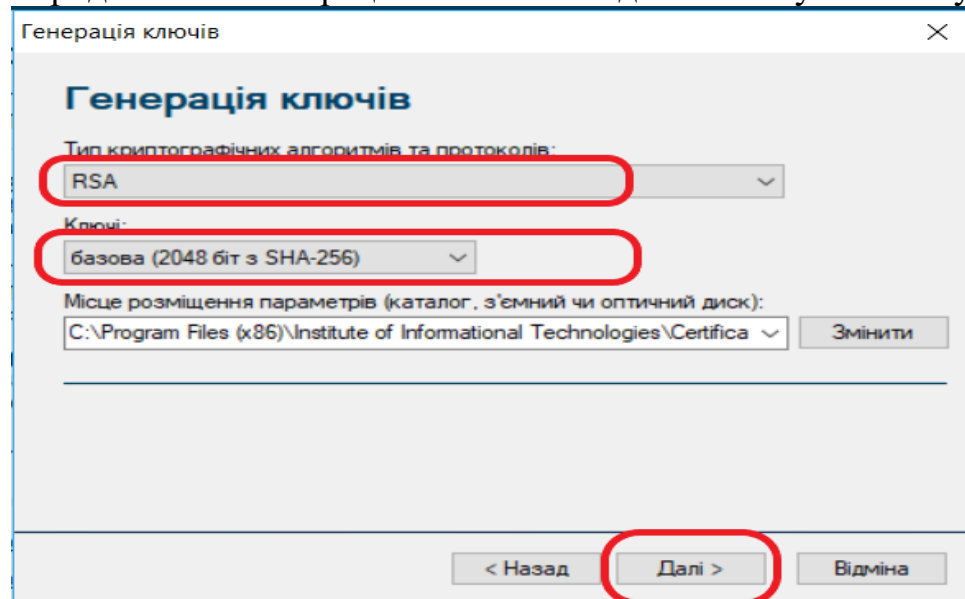 Генерація ключів
Генерація ключів
Тип криптографічних алгоритмів та протоколів:
RSA
Ключі:
базова (2048 біт з SHA-256)
Місце розміщення параметрів (каталог, з'ємний чи оптичний диск):
C:\Program Files (x86)\Institute of Informational Technologies\Certifica
Змінити
< Назад
Далі >
Відміна